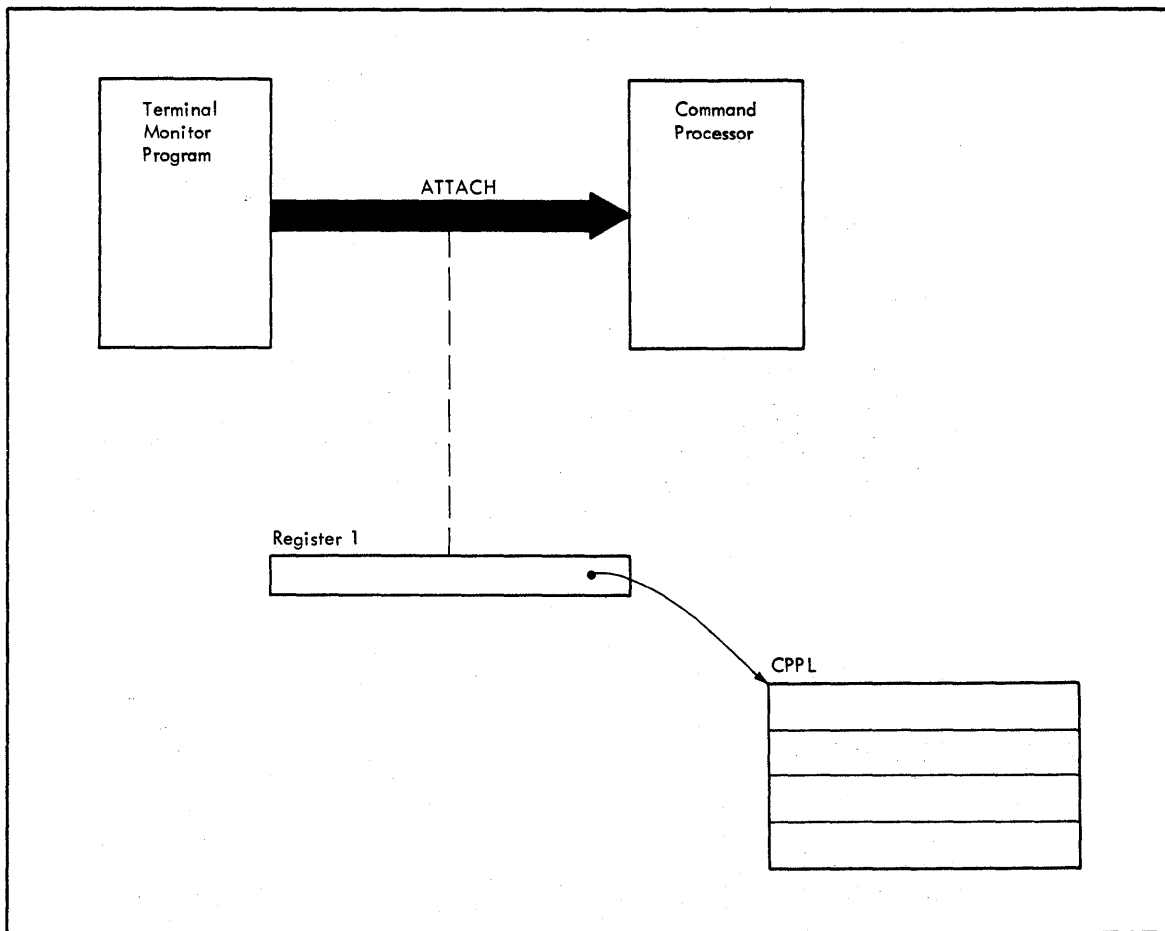 Terminal
Monitor
Program
Command
Processor
ATTACH
Register 1
CPPL